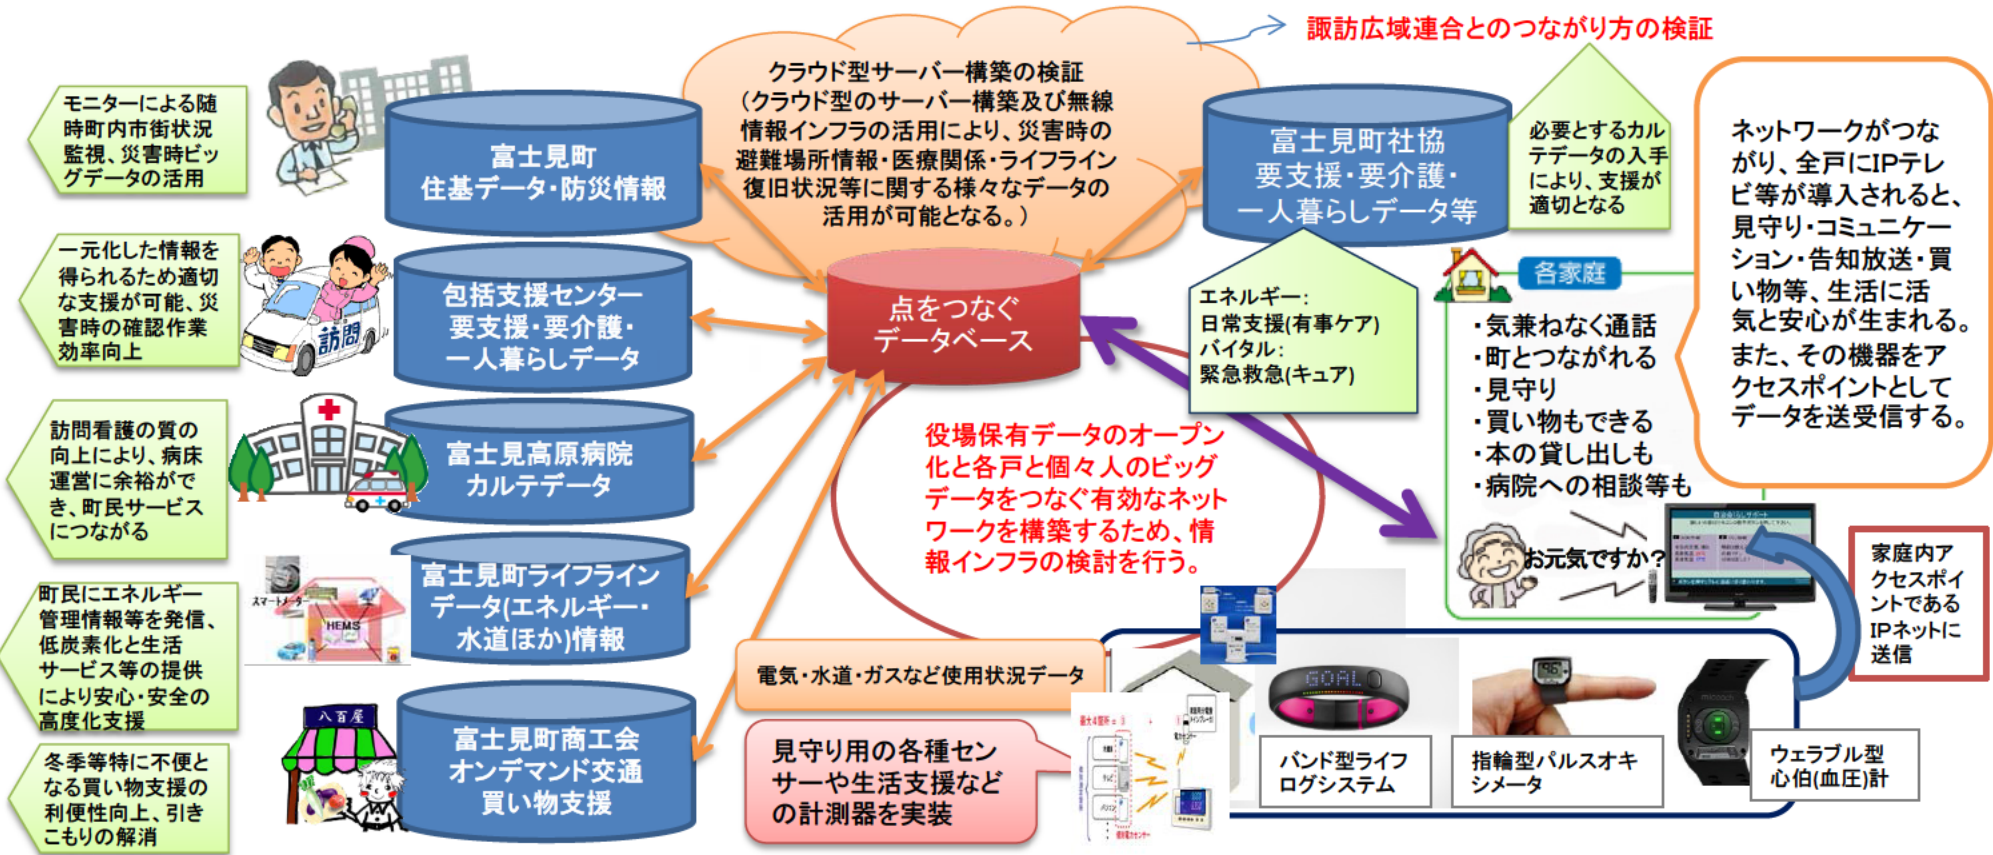 諏訪広域連合とのつながり方の検証
クラウド型サーバー構築の検証
（クラウド型のサーバー構築及び無線
情報インフラの活用により、災害時の
避難場所情報・医療関係・ライフライン
復旧状況等に関する様々なデータの
活用が可能となる。）
モニターによる随
時町内市街状況
監視、災害時ビッ
グデータの活用
富士見町
住基データ・防災情報
富士見町社協
要支援・要介護・
一人暮らしデータ等
必要とするカル
テデータの入手
により、支援が
適切となる
ネットワークがつな
がり、全戸にIPテレ
ビ等が導入されると、
見守り・コミュニケー
ション・告知放送・買
い物等、生活に活
気と安心が生まれる。
また、その機器をア
クセスポイントとして
データを送受信する。
一元化した情報を
得られるため適切
な支援が可能、災
害時の確認作業
効率向上
訪問
包括支援センター
要支援・要介護・
一人暮らしデータ
点をつなぐ
データベース
エネルギー：
日常支援(有事ケア)
バイタル：
緊急救急(キュア)
各家庭
・気兼ねなく通話
・町とつながれる
・見守り
・買い物もできる
・本の貸し出しも
・病院への相談等も
お元気ですか？
訪問看護の質の
向上により、病床
運営に余裕がで
き、町民サービス
につながる
富士見高原病院
カルテデータ
役場保有データのオープン
化と各戸と個々人のビッグ
データをつなぐ有効なネット
ワークを構築するため、情
報インフラの検討を行う。
家庭内ア
クセスポイ
ントである
IPネットに
送信
町民にエネルギー
管理情報等を発信、
低炭素化と生活
サービス等の提供
により安心・安全の
高度化支援
スマートメーター
HEMS
富士見町ライフライン
データ(エネルギー・
水道ほか)情報
電気・水道・ガスなど使用状況データ
冬季等特に不便と
なる買い物支援の
利便性向上、引き
こもりの解消
八百屋
富士見町商工会
オンデマンド交通
買い物支援
見守り用の各種セン
サーや生活支援など
の計測器を実装
GOAL
バンド型ライフ
ログシステム
指輪型パルスオキ
シメータ
ウェラブル型
心伯(血圧)計